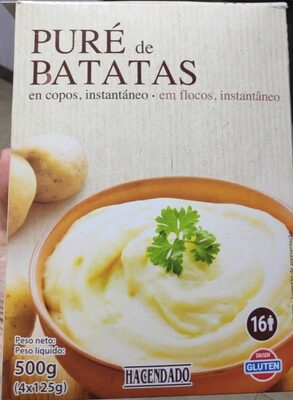 PURÉ de
BATATAS
en copos, instantáneo · em flocos, instantâneo
16
Peso neto:
Peso líquido:
500g
(4x125g)
HACENDADO
SIN/SEM
GLUTEN